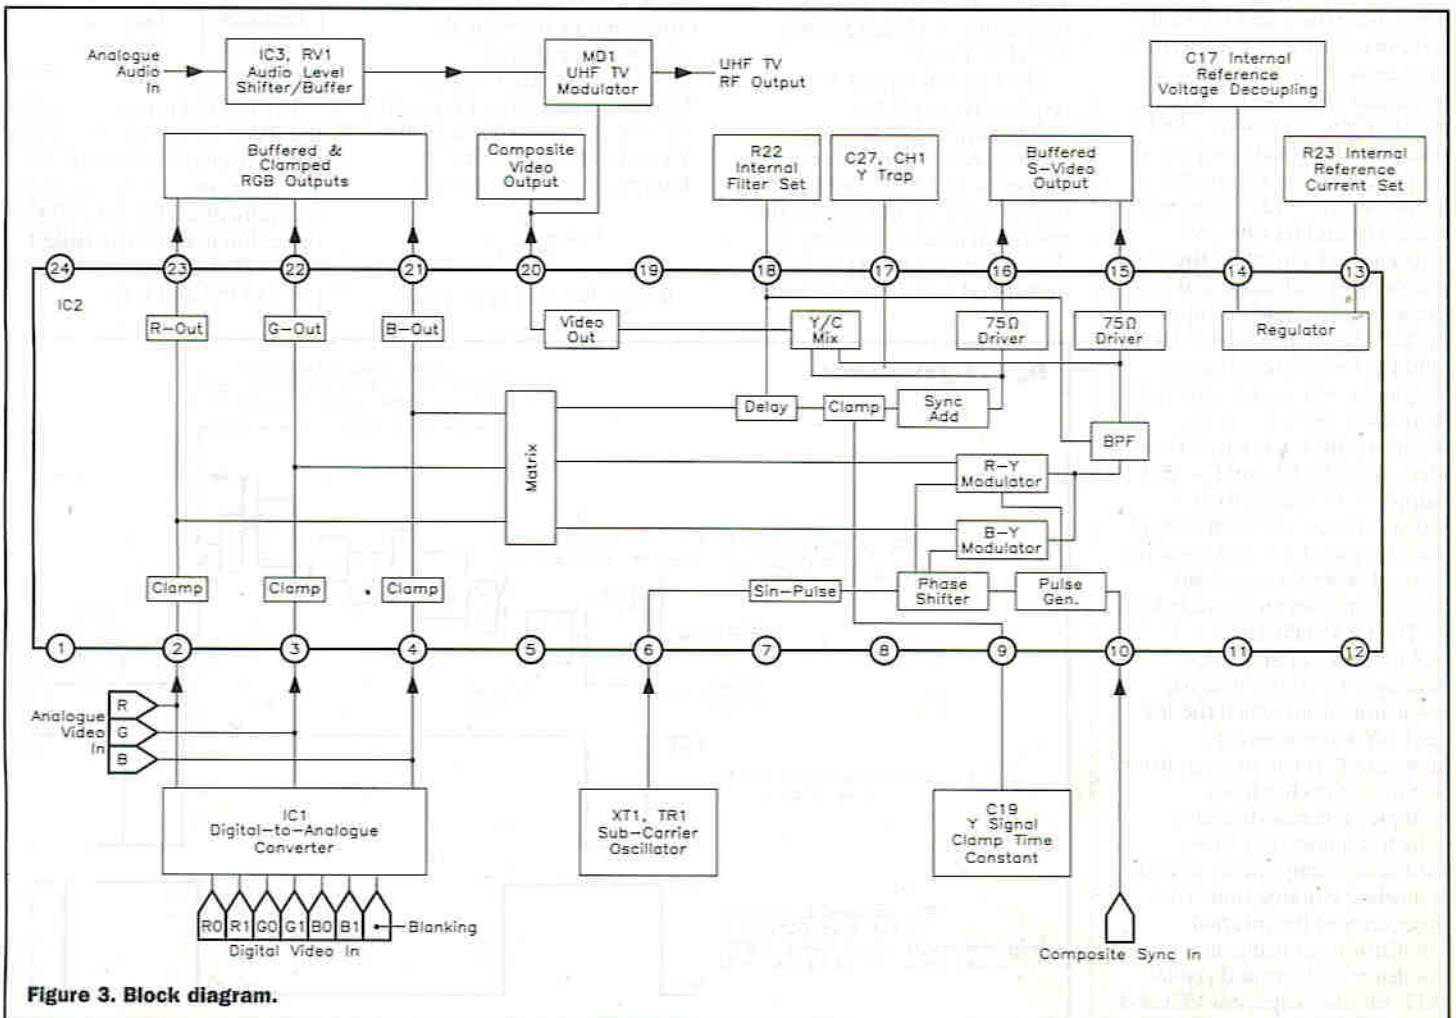 Analogue
Audio
In
IC3, RV1
Audio Level
Shifter/Buffer
MD1
UHF TV
Modulator
UHF TV
RF Output
C17 Internal
Reference
Voltage Decoupling
Buffered &
Clamped
RGB Outputs
Composite
Video
Output
R22
Internal
Filter Set
C27, CH1
Y Trap
Buffered
S-Video
Output
R23 Internal
Reference
Current Set
24
23
22
21
20
19
18
17
16
15
14
13
IC2
R-Out
G-Out
B-Out
Video
Out
Y/C
Mix
75Ω
Driver
75Ω
Driver
Regulator
Delay
Clamp
Sync
Add
BPF
Matrix
R-Y
Modulator
B-Y
Modulator
Clamp
Clamp
Clamp
Sin-Pulse
Phase
Shifter
Pulse
Gen.
1
2
3
4
5
6
7
8
9
10
11
12
Analogue
Video
In
R
G
B
IC1
Digital-to-Analogue
Converter
XT1, TR1
Sub-Carrier
Oscillator
C19
Y Signal
Clamp Time
Constant
R0
R1
G0
G1
B0
B1
Blanking
Digital Video In
Composite Sync In
Figure 3. Block diagram.